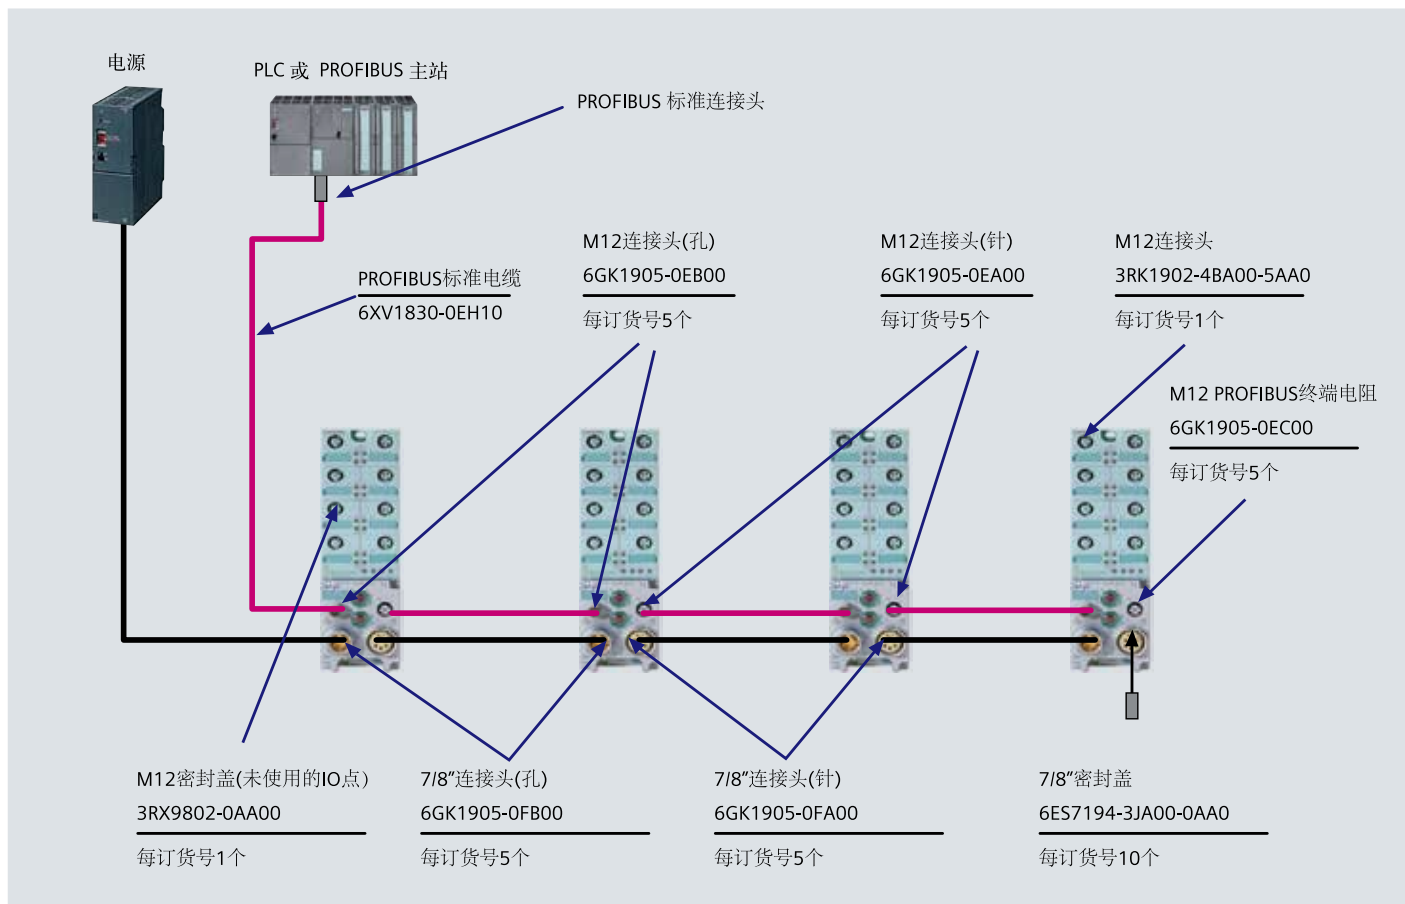 电源
PLC 或 PROFIBUS 主站
PROFIBUS 标准连接头
M12连接头(孔)
6GK1905-0EB00
每订货号5个
M12连接头(针)
6GK1905-0EA00
每订货号5个
M12连接头
3RK1902-4BA00-5AA0
每订货号1个
PROFIBUS标准电缆
6XV1830-0EH10
M12 PROFIBUS终端电阻
6GK1905-0EC00
每订货号5个
M12密封盖(未使用的IO点)
3RX9802-0AA00
每订货号1个
7/8"连接头(孔)
6GK1905-0FB00
每订货号5个
7/8"连接头(针)
6GK1905-0FA00
每订货号5个
7/8"密封盖
6ES7194-3JA00-0AA0
每订货号10个